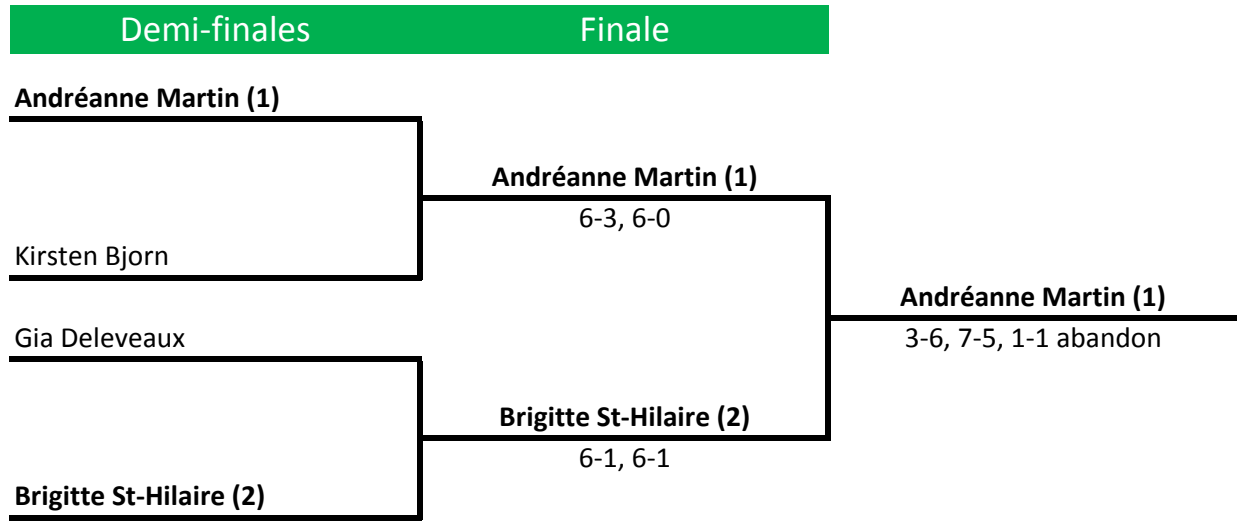 Demi-finales Finale
Andréanne Martin (1)
Andréanne Martin (1)
6-3, 6-0
Kirsten Bjorn
Andréanne Martin (1)
3-6, 7-5, 1-1 abandon
Gia Deleveaux
Brigitte St-Hilaire (2)
6-1, 6-1
Brigitte St-Hilaire (2)